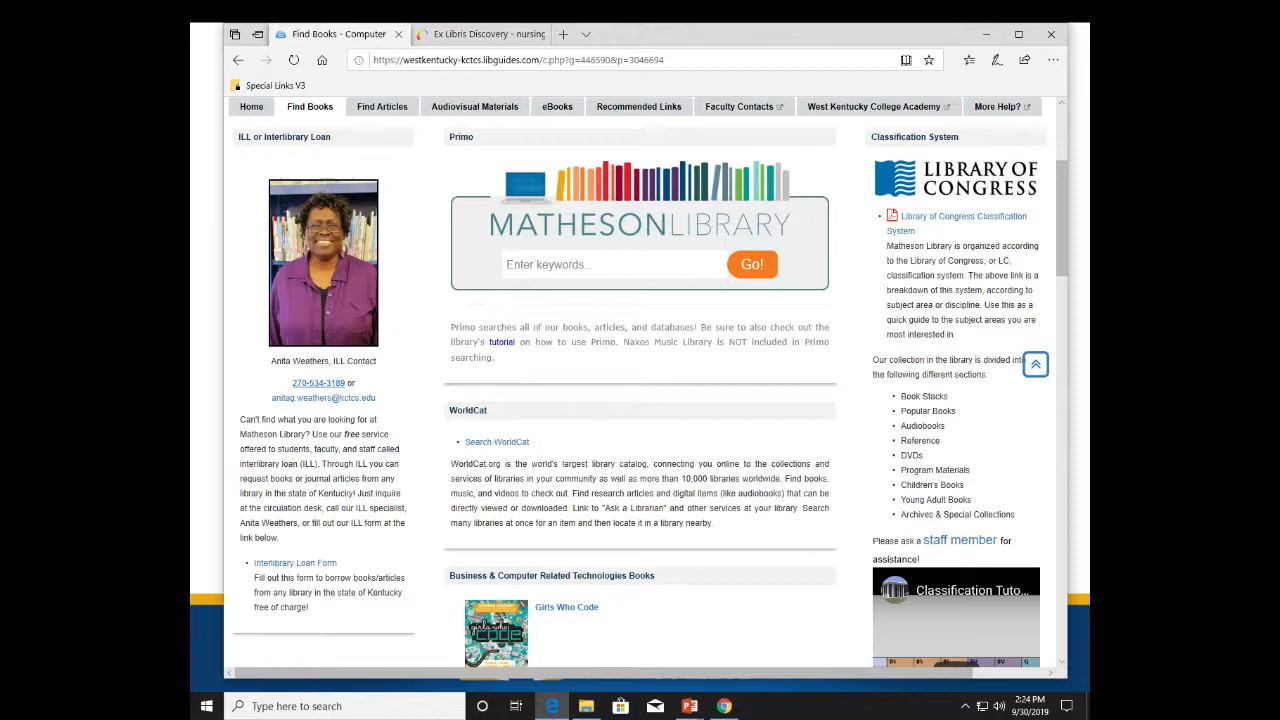 Find Books - Computer
Ex Libris Discovery - nursing
https://westkentucky-kctcs.libguides.com/c.php?g=446590&p=3046694
Special Links V3
Home
Find Books
Find Articles
Audiovisual Materials
eBooks
Recommended Links
Faculty Contacts
West Kentucky College Academy
More Help?
ILL or Interlibrary Loan
Anita Weathers, ILL Contact
270-534-3189 or
anitag.weathers@kctcs.edu
Can't find what you are looking for at
Matheson Library? Use our free service
offered to students, faculty, and staff called
interlibrary loan (ILL). Through ILL you can
request books or journal articles from any
library in the state of Kentucky! Just inquire
at the circulation desk, call our ILL specialist,
Anita Weathers, or fill out our ILL form at the
link below.
Interlibrary Loan Form
Fill out this form to borrow books/articles
from any library in the state of Kentucky
free of charge!
Primo
MATHESONLIBRARY
Enter keywords...
Go!
Primo searches all of our books, articles, and databases! Be sure to also check out the
library's tutorial on how to use Primo. Naxos Music Library is NOT included in Primo
searching.
WorldCat
Search WorldCat
WorldCat.org is the world's largest library catalog, connecting you online to the collections and
services of libraries in your community as well as more than 10,000 libraries worldwide. Find books,
music, and videos to check out. Find research articles and digital items (like audiobooks) that can be
directly viewed or downloaded. Link to "Ask a Librarian" and other services at your library. Search
many libraries at once for an item and then locate it in a library nearby.
Business & Computer Related Technologies Books
girls who
code
Girls Who Code
Classification System
LIBRARY OF
CONGRESS
Library of Congress Classification
System
Matheson Library is organized according
to the Library of Congress, or LC,
classification system. The above link is a
breakdown of this system, according to
subject area or discipline. Use this as a
quick guide to the subject areas you are
most interested in.
Our collection in the library is divided into
the following different sections:
Book Stacks
Popular Books
Audiobooks
Reference
DVDs
Program Materials
Children's Books
Young Adult Books
Archives & Special Collections
Please ask a staff member for
assistance!
Classification Tuto...
Type here to search
2:24 PM
9/30/2019